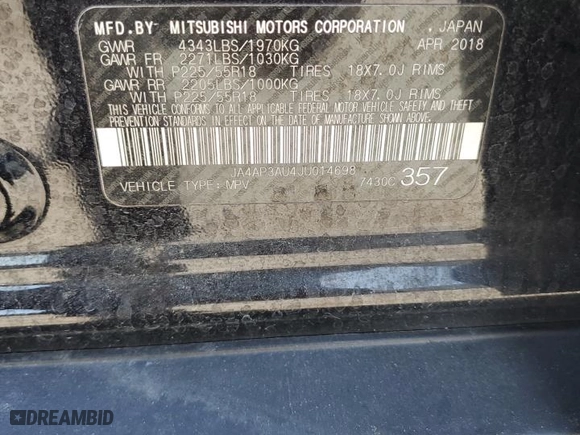 MFD.BY MITSUBISHI MOTORS CORPORATION , JAPAN
GVWR 4343LBS/1970KG APR 2018
GAWR FR 2271LBS/1030KG
WITH P225/55R18 TIRES 18X7.0J RIMS
GAWR RR 2205LBS/1000KG
WITH P225/55R18 TIRES 18X7.0J RIMS
THIS VEHICLE CONFORMS TO ALL APPLICABLE FEDERAL MOTOR VEHICLE SAFETY AND THEFT
PREVENTION STANDARDS IN EFFECT ON THE DATE OF MANUFACTURE SHOWN ABOVE.
JA4AP3AU4JU014698
VEHICLE TYPE: MPV 7430C 357
DREAMBID